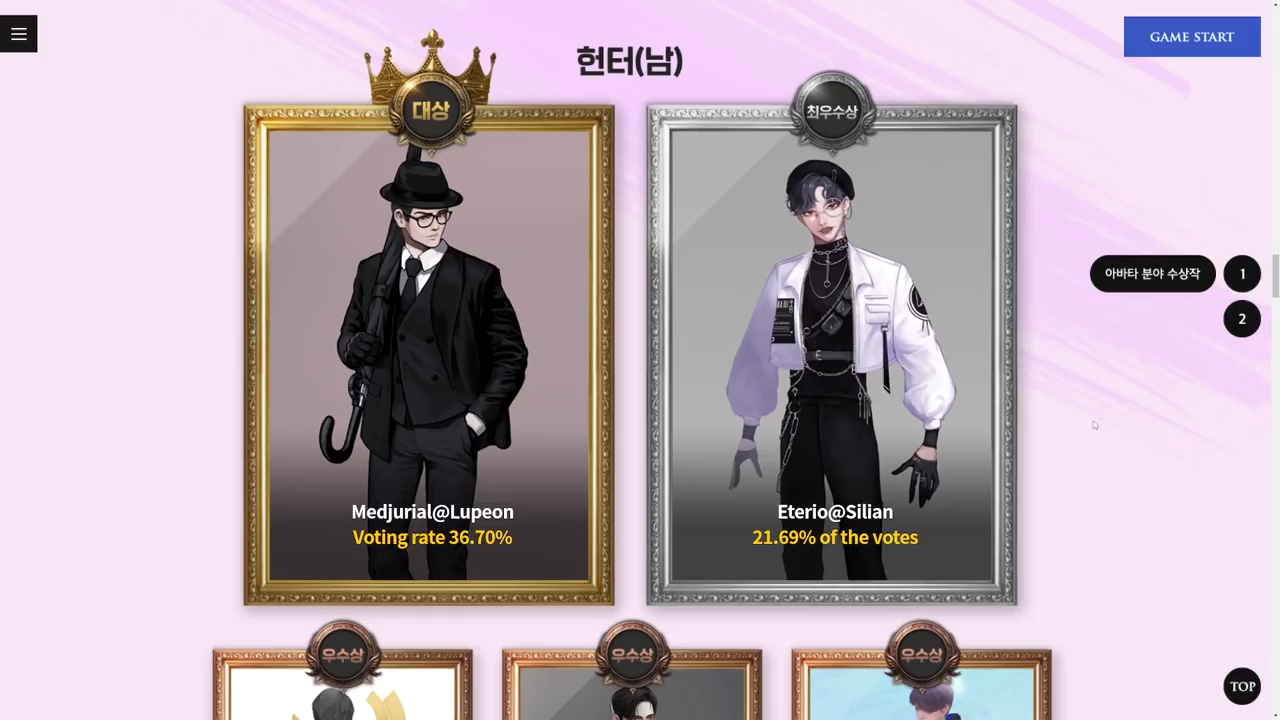 GAME START
헌터(남)
대상
최우수상
아바타 분야 수상작
1
2
Medjurial@Lupeon
Voting rate 36.70%
Eterio@Silian
21.69% of the votes
우수상
우수상
우수상
TOP